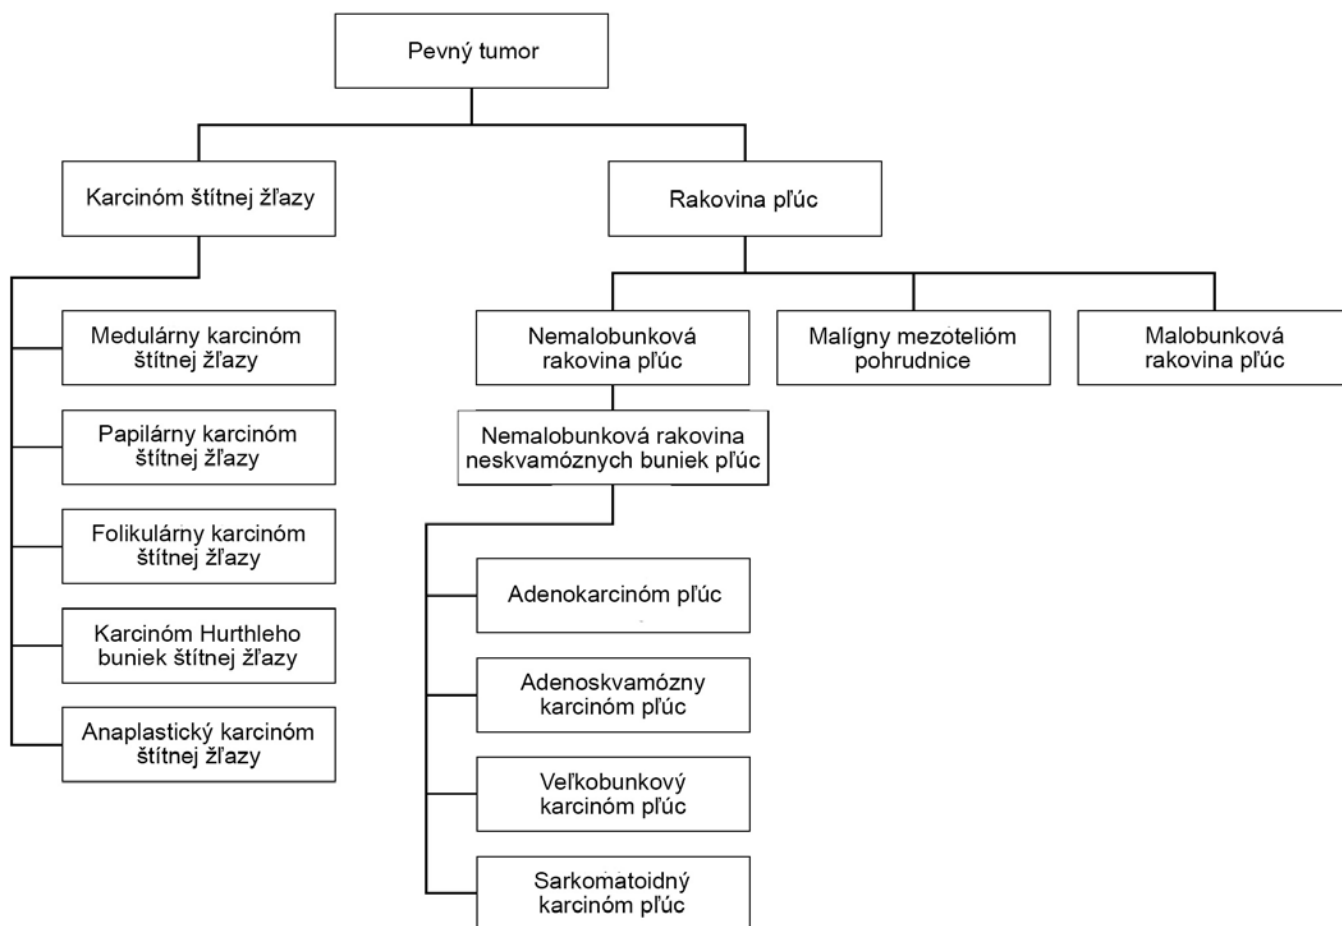 Pevný tumor
Karcinóm štítnej žľazy
Rakovina pľúc
Medulárny karcinóm
štítnej žľazy
Papilárny karcinóm
štítnej žľazy
Folikulárny karcinóm
štítnej žľazy
Karcinóm Hurthleho
buniek štítnej žľazy
Anaplastický karcinóm
štítnej žľazy
Nemalobunková
rakovina pľúc
Malígny mezotelióm
pohrudnice
Malobunková
rakovina pľúc
Nemalobunková rakovina
neskvamóznych buniek pľúc
Adenokarcinóm pľúc
Adenoskvamózny
karcinóm pľúc
Veľkobunkový
karcinóm pľúc
Sarkomatoidný
karcinóm pľúc